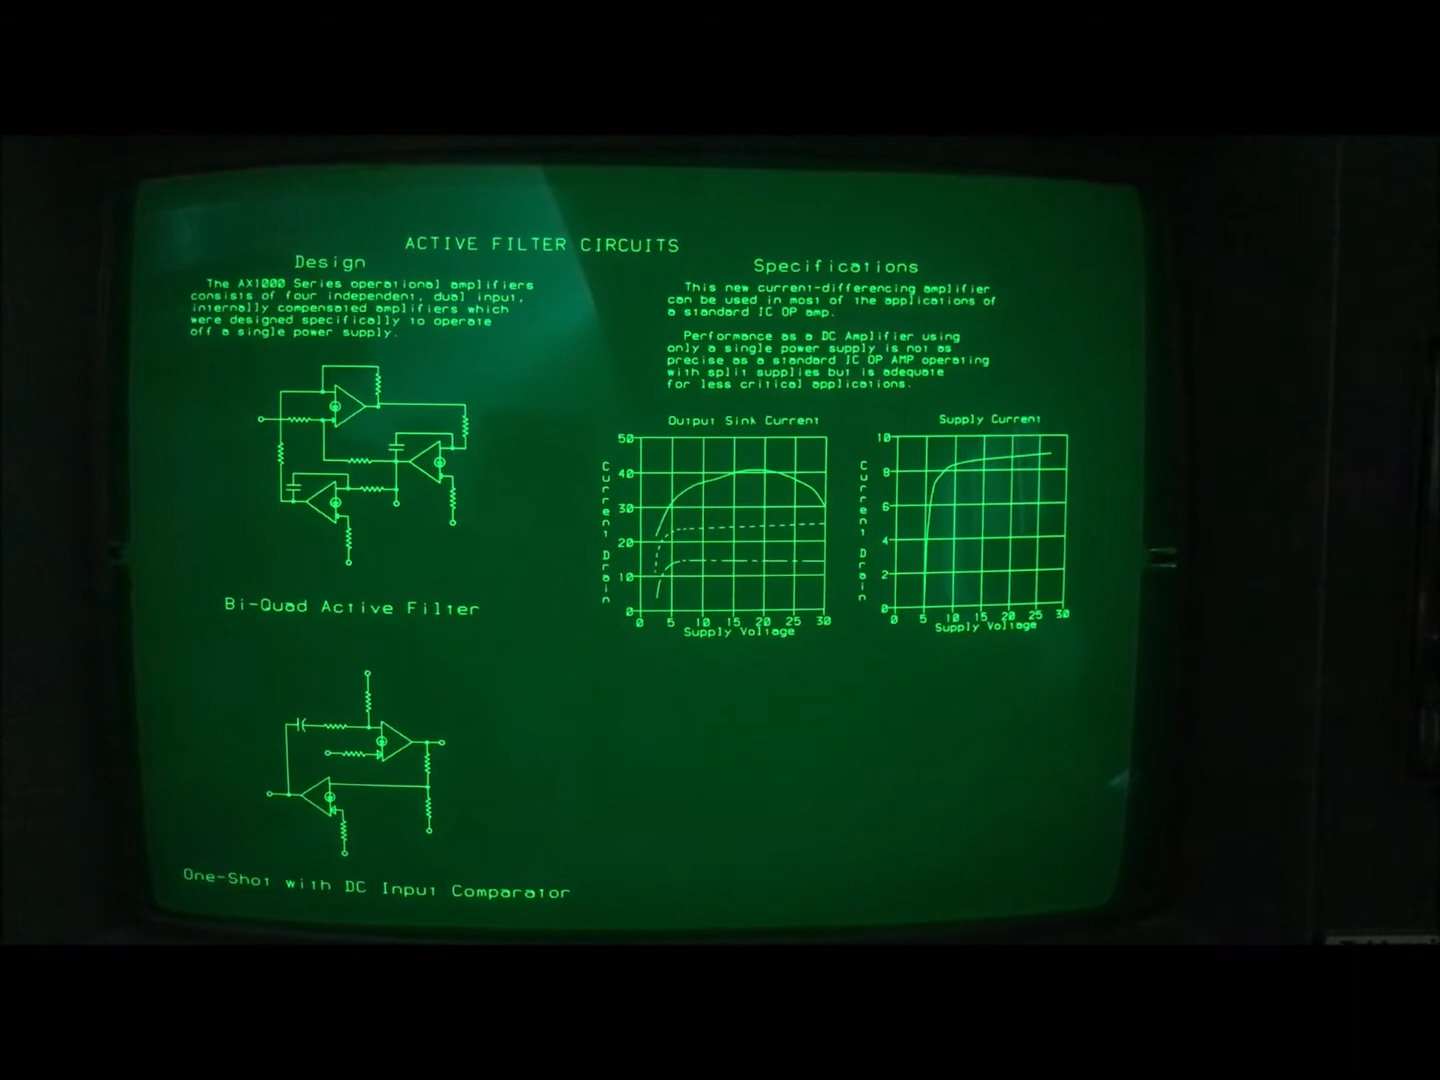 ACTIVE FILTER CIRCUITS
Design
The AX1000 Series operational amplifiers
consists of four independent, dual input,
internally compensated amplifiers which
were designed specifically to operate
off a single power supply.
Bi-Quad Active Filter
One-Shot with DC Input Comparator
Specifications
This new current-differencing amplifier
can be used in most of the applications of
a standard IC OP amp.
Performance as a DC Amplifier using
only a single power supply is not as
precise as a standard IC OP AMP operating
with split supplies but is adequate
for less critical applications.
Output Sink Current
Current Drain
50
40
30
20
10
0
0 5 10 15 20 25 30
Supply Voltage
Supply Current
Current Drain
10
8
6
4
2
0
0 5 10 15 20 25 30
Supply Voltage